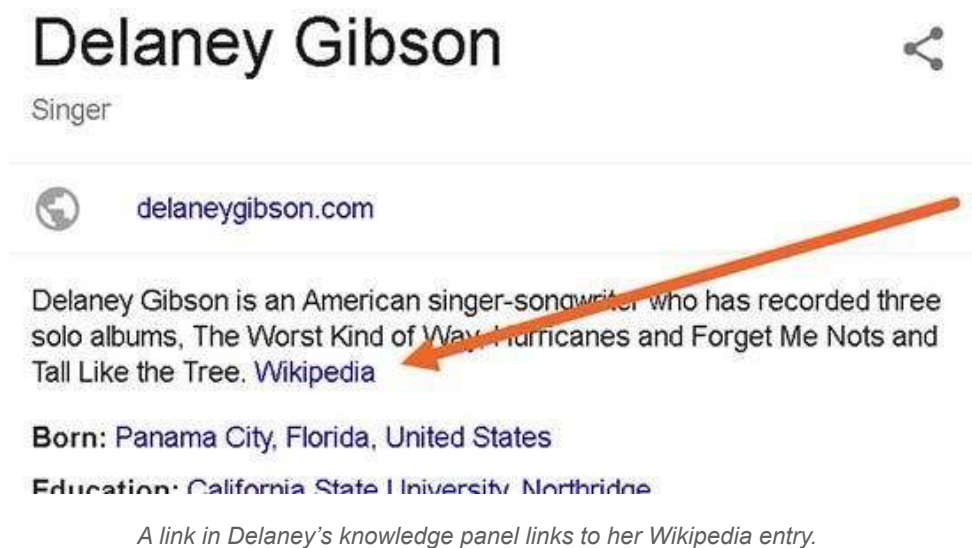 Delaney Gibson
Singer
delaneygibson.com
Delaney Gibson is an American singer-songwriter who has recorded three
solo albums, The Worst Kind of Way, Hurricanes and Forget Me Nots and
Tall Like the Tree. Wikipedia
Born: Panama City, Florida, United States
Education: California State University, Northridge
A link in Delaney’s knowledge panel links to her Wikipedia entry.